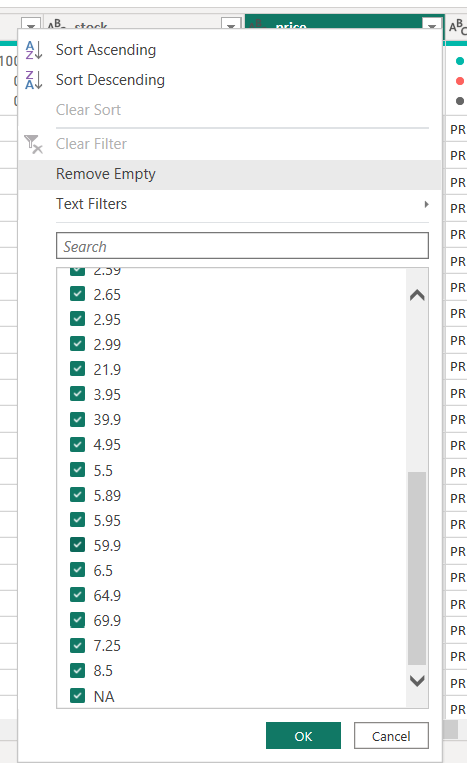 ABC stock ABC price ABC
Sort Ascending
Sort Descending
100
Clear Sort
Clear Filter
PR
Remove Empty
PR
PR
Text Filters
PR
PR
Search
PR
2.59
PR
2.65
PR
2.95
PR
2.99
PR
21.9
PR
3.95
PR
39.9
PR
4.95
PR
5.5
PR
5.89
PR
5.95
PR
59.9
PR
6.5
PR
64.9
PR
69.9
PR
7.25
PR
8.5
PR
NA
PR
OK Cancel